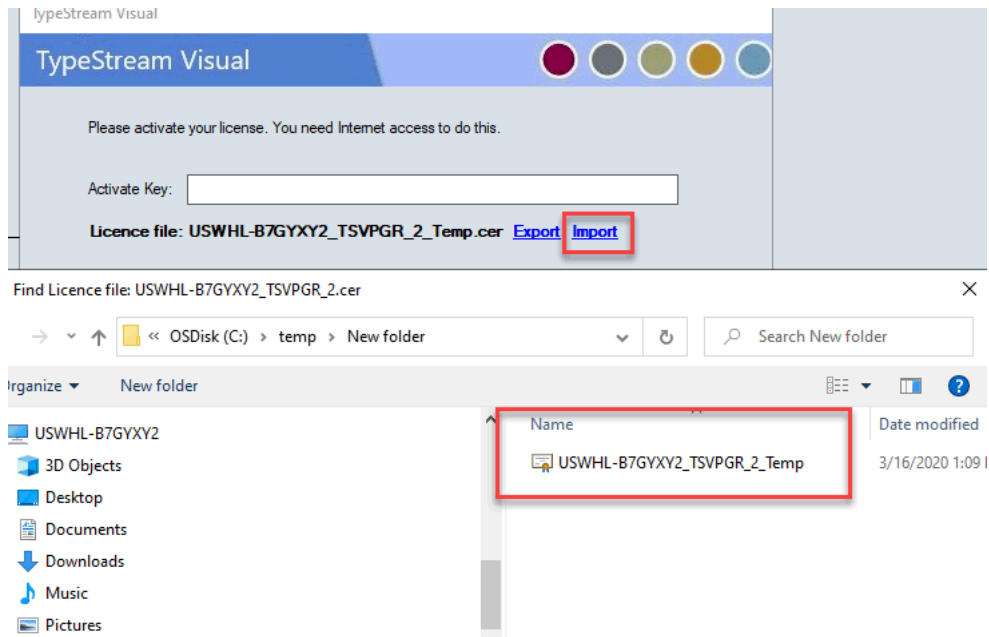 TypeStream Visual
TypeStream Visual
Please activate your license. You need Internet access to do this.
Activate Key:
Licence file: USWHL-B7GYXY2_TSVPGR_2_Temp.cer Export Import
Find Licence file: USWHL-B7GYXY2_TSVPGR_2.cer
« OSDisk (C:) › temp › New folder Search New folder
Organize New folder
Name Date modified
USWHL-B7GYXY2
USWHL-B7GYXY2_TSVPGR_2_Temp 3/16/2020 1:09
3D Objects
Desktop
Documents
Downloads
Music
Pictures